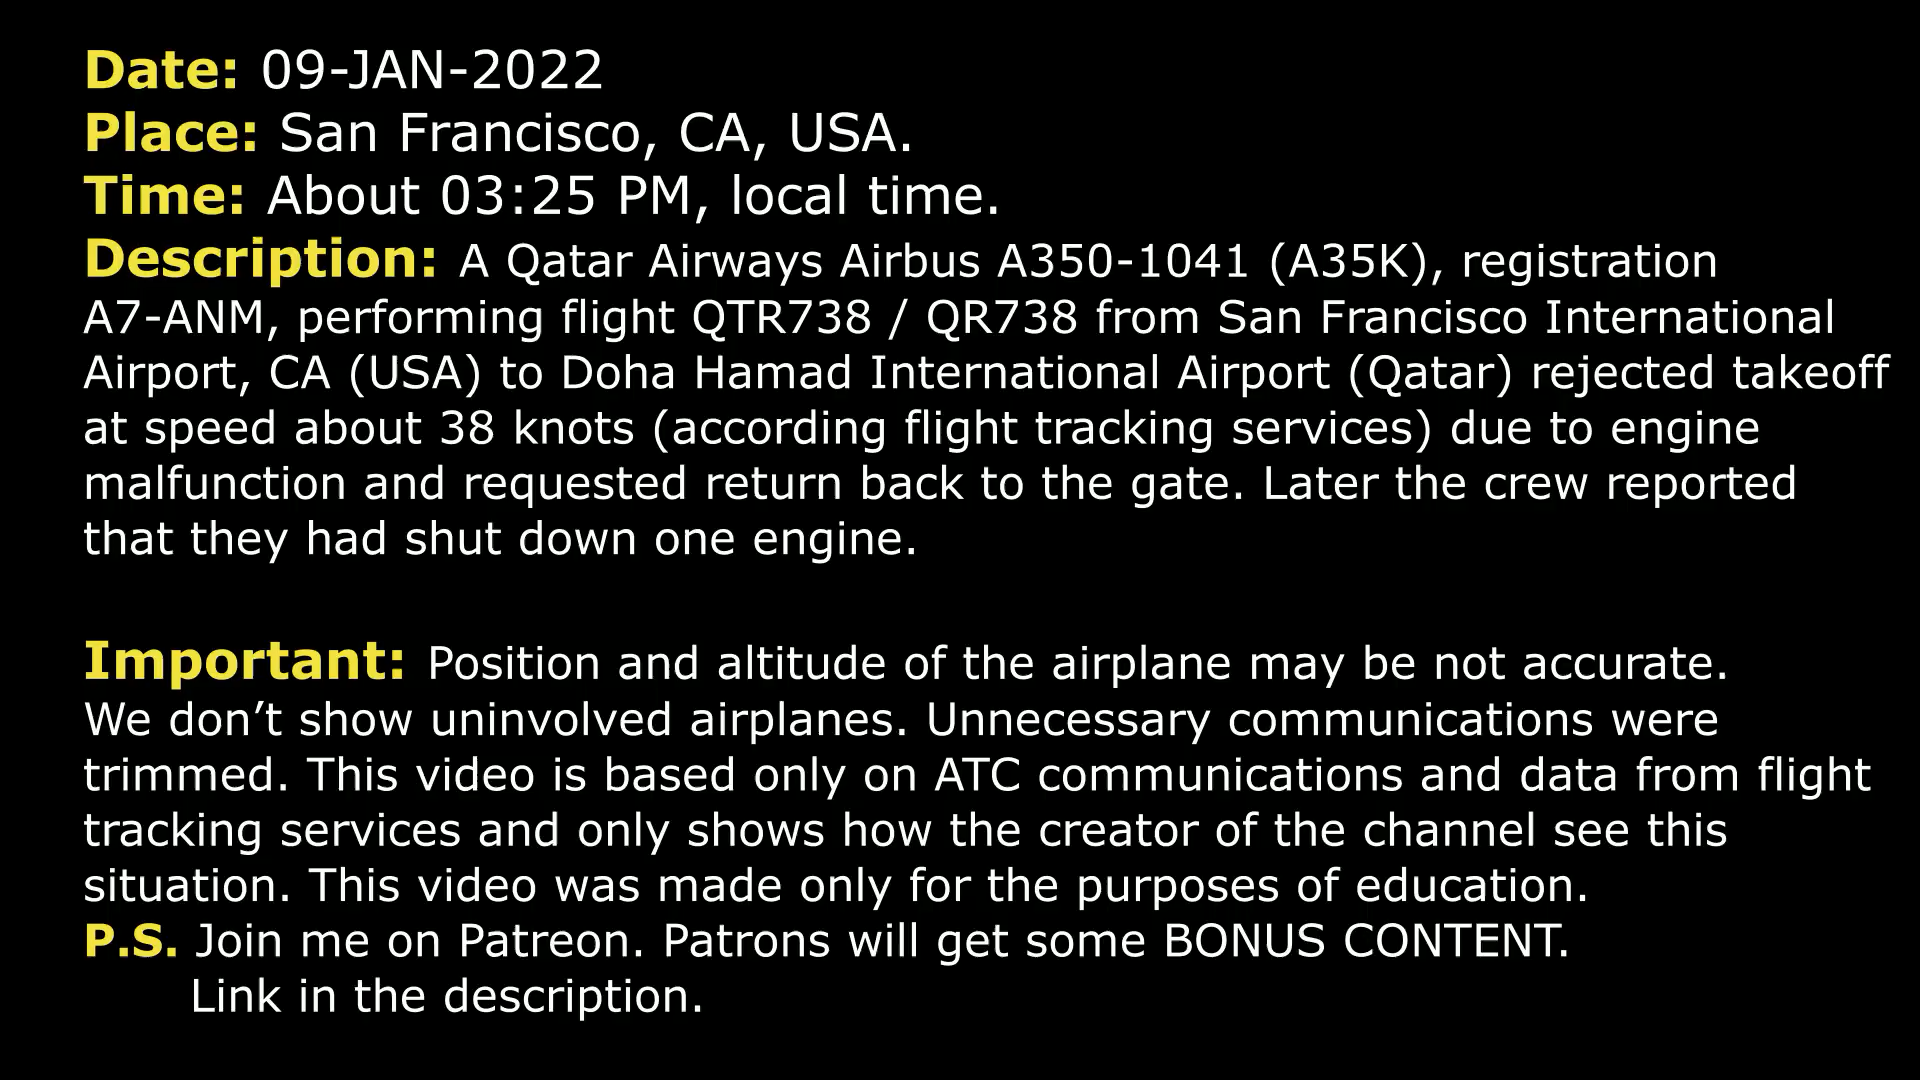 Date: 09-JAN-2022
Place: San Francisco, CA, USA.
Time: About 03:25 PM, local time.
Description: A Qatar Airways Airbus A350-1041 (A35K), registration
A7-ANM, performing flight QTR738 / QR738 from San Francisco International
Airport, CA (USA) to Doha Hamad International Airport (Qatar) rejected takeoff
at speed about 38 knots (according flight tracking services) due to engine
malfunction and requested return back to the gate. Later the crew reported
that they had shut down one engine.
Important: Position and altitude of the airplane may be not accurate.
We don’t show uninvolved airplanes. Unnecessary communications were
trimmed. This video is based only on ATC communications and data from flight
tracking services and only shows how the creator of the channel see this
situation. This video was made only for the purposes of education.
P.S. Join me on Patreon. Patrons will get some BONUS CONTENT.
Link in the description.